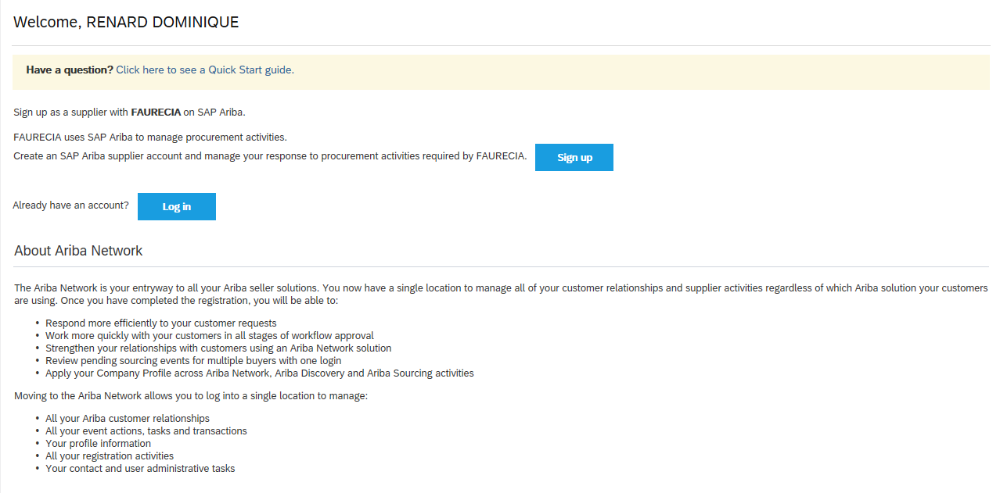 Welcome, RENARD DOMINIQUE
Have a question? Click here to see a Quick Start guide.
Sign up as a supplier with FAURECIA on SAP Ariba.
FAURECIA uses SAP Ariba to manage procurement activities.
Create an SAP Ariba supplier account and manage your response to procurement activities required by FAURECIA. Sign up
Already have an account? Log in
About Ariba Network
The Ariba Network is your entryway to all your Ariba seller solutions. You now have a single location to manage all of your customer relationships and supplier activities regardless of which Ariba solution your customers
are using. Once you have completed the registration, you will be able to:
• Respond more efficiently to your customer requests
• Work more quickly with your customers in all stages of workflow approval
• Strengthen your relationships with customers using an Ariba Network solution
• Review pending sourcing events for multiple buyers with one login
• Apply your Company Profile across Ariba Network, Ariba Discovery and Ariba Sourcing activities
Moving to the Ariba Network allows you to log into a single location to manage:
• All your Ariba customer relationships
• All your event actions, tasks and transactions
• Your profile information
• All your registration activities
• Your contact and user administrative tasks